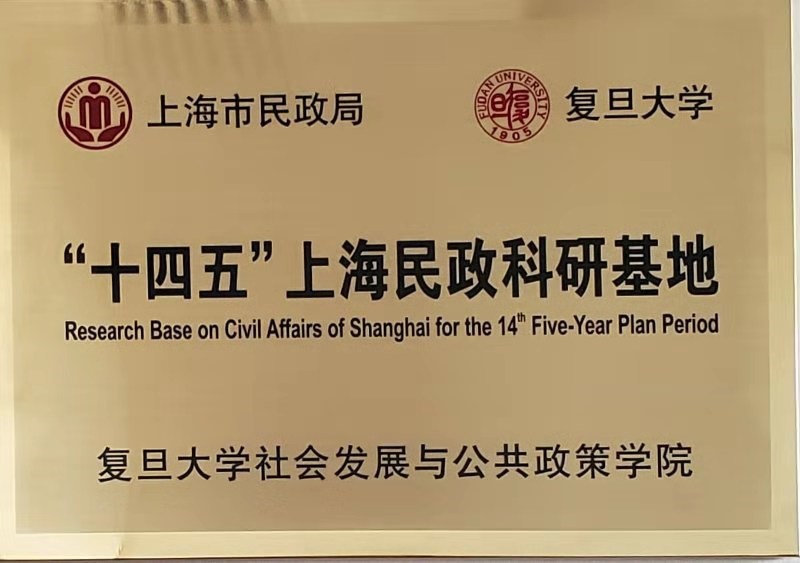 上海市民政局
FUDAN UNIVERSITY
1905
复旦大学
“十四五”上海民政科研基地
Research Base on Civil Affairs of Shanghai for the 14th Five-Year Plan Period
复旦大学社会发展与公共政策学院